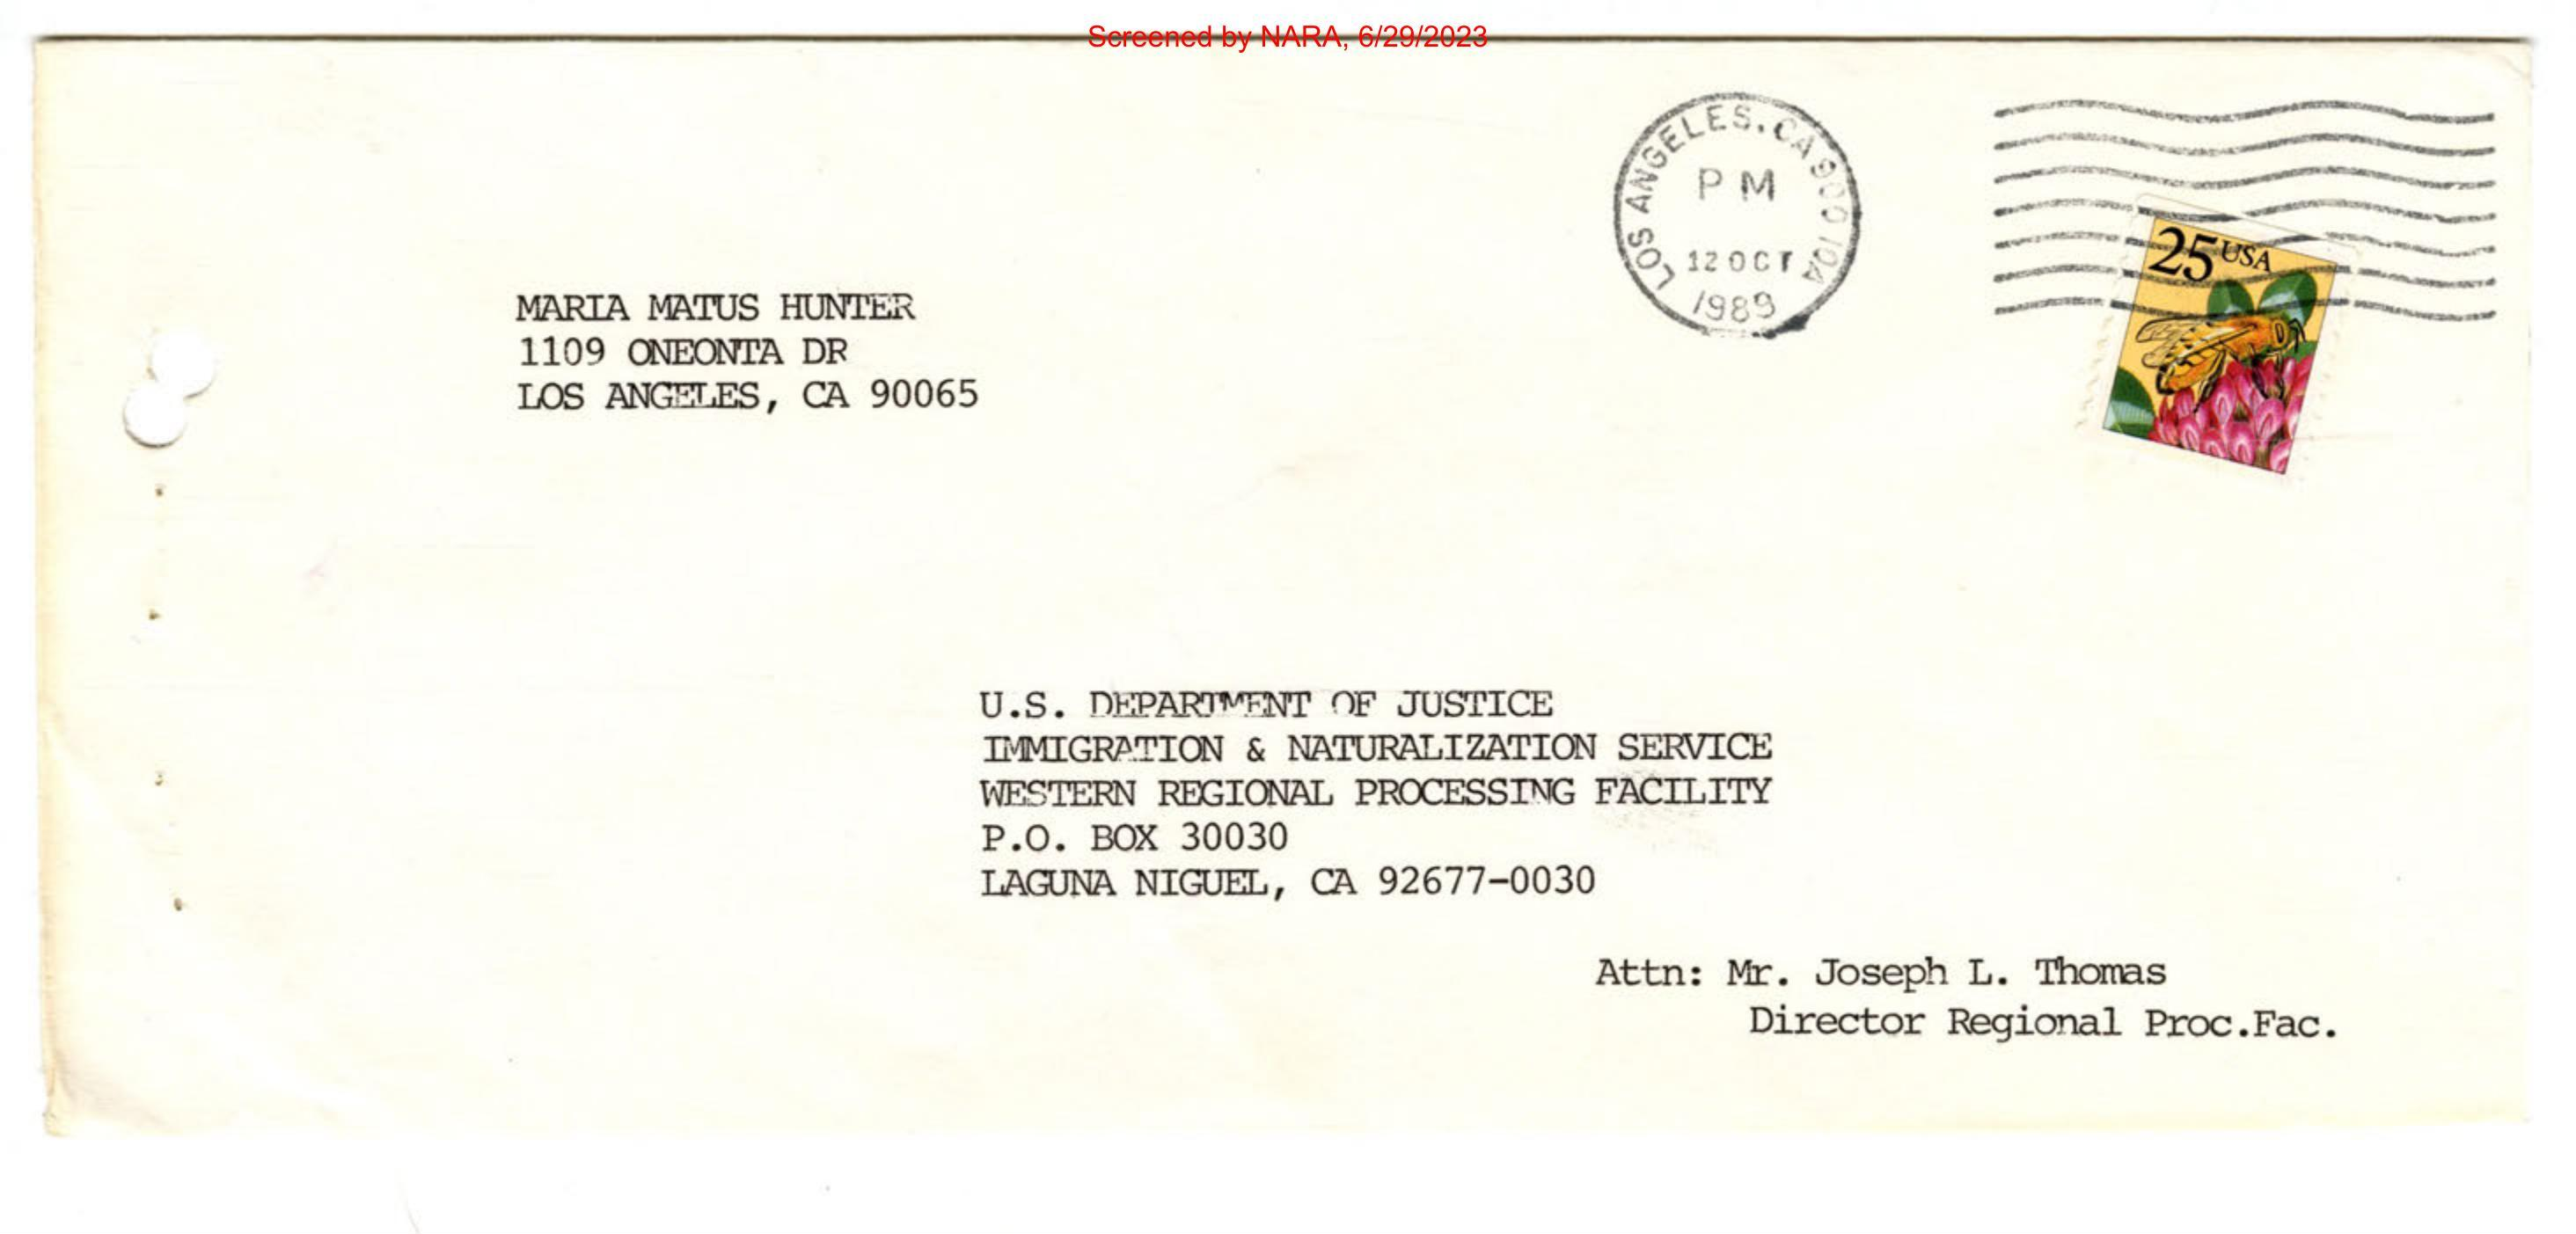 Screened by NARA, 6/29/2023
LOS ANGELES, CA 900 10A
PM
12 OCT
1989
25 USA
MARIA MATUS HUNTER
1109 ONEONTA DR
LOS ANGELES, CA 90065
U.S. DEPARTMENT OF JUSTICE
IMMIGRATION & NATURALIZATION SERVICE
WESTERN REGIONAL PROCESSING FACILITY
P.O. BOX 30030
LAGUNA NIGUEL, CA 92677-0030
Attn: Mr. Joseph L. Thomas
Director Regional Proc.Fac.